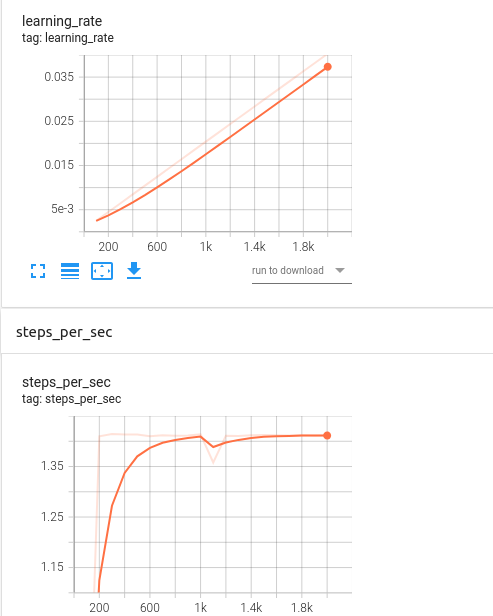 learning_rate
tag: learning_rate
0.035
0.025
0.015
5e-3
200 600 1k 1.4k 1.8k
run to download
steps_per_sec
steps_per_sec
tag: steps_per_sec
1.35
1.25
1.15
200 600 1k 1.4k 1.8k